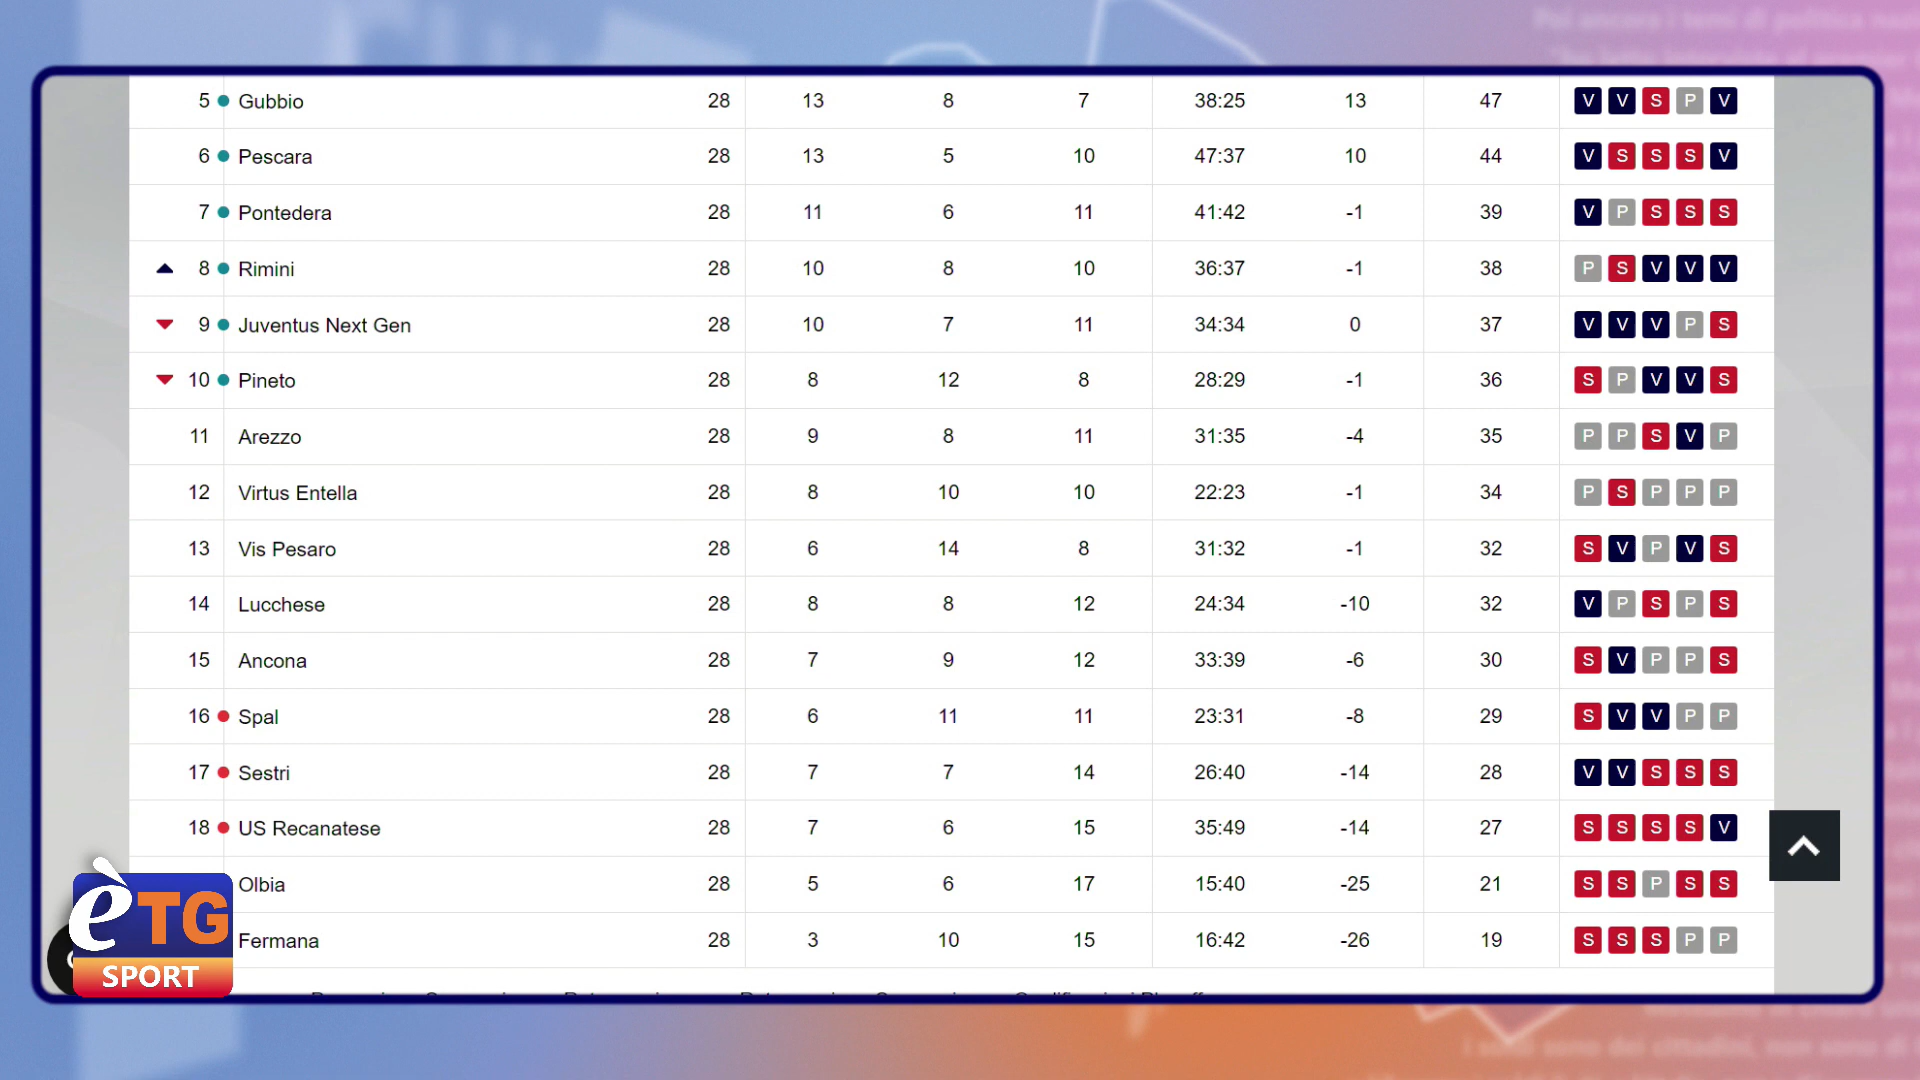 Poi ancora i temi di politica
5 Gubbio 28 13 8 7 38:25 13 47 V V S P V
6 Pescara 28 13 5 10 47:37 10 44 V S S S V
7 Pontedera 28 11 6 11 41:42 -1 39 V P S S S
8 Rimini 28 10 8 10 36:37 -1 38 P S V V V
9 Juventus Next Gen 28 10 7 11 34:34 0 37 V V V P S
10 Pineto 28 8 12 8 28:29 -1 36 S P V V S
11 Arezzo 28 9 8 11 31:35 -4 35 P P S V P
12 Virtus Entella 28 8 10 10 22:23 -1 34 P S P P P
13 Vis Pesaro 28 6 14 8 31:32 -1 32 S V P V S
14 Lucchese 28 8 8 12 24:34 -10 32 V P S P S
15 Ancona 28 7 9 12 33:39 -6 30 S V P P S
16 Spal 28 6 11 11 23:31 -8 29 S V V P P
17 Sestri 28 7 7 14 26:40 -14 28 V V S S S
18 US Recanatese 28 7 6 15 35:49 -14 27 S S S S V
Olbia 28 5 6 17 15:40 -25 21 S S P S S
Fermana 28 3 10 15 16:42 -26 19 S S S P P
èTG
SPORT